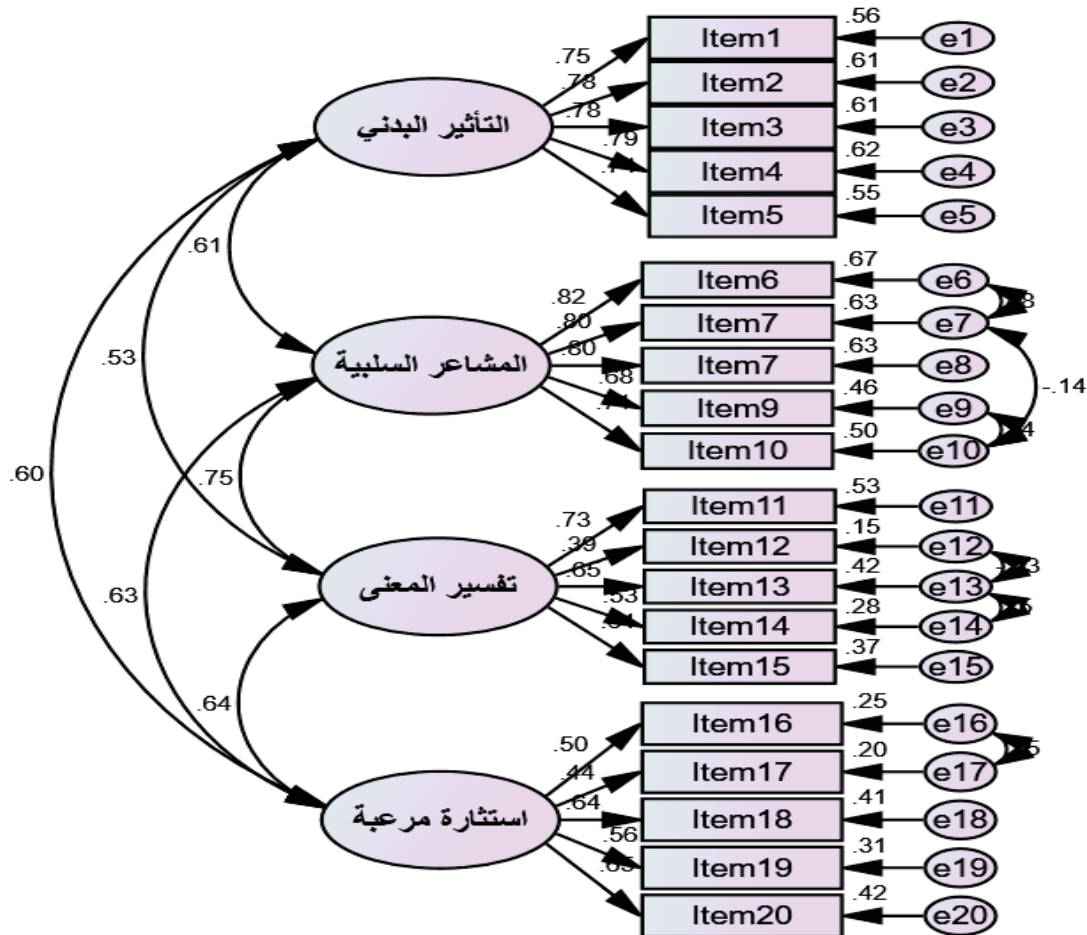 .75
Item1
.56
e1
.78
Item2
.61
e2
.78
Item3
.61
e3
التأثير البدني
.79
Item4
.62
e4
Item5
.55
e5
.61
.82
Item6
.67
e6
.80
Item7
.63
e7
.53
المشاعر السلبية
.80
Item7
.63
e8
.68
Item9
.46
e9
-.14
Item10
.50
e10
.60
.75
.73
Item11
.53
e11
.39
Item12
.15
e12
تفسير المعنى
.65
Item13
.42
e13
.53
Item14
.28
e14
.63
Item15
.37
e15
.64
.50
Item16
.25
e16
.44
Item17
.20
e17
استثارة مرعبة
.64
Item18
.41
e18
.56
Item19
.31
e19
.65
Item20
.42
e20